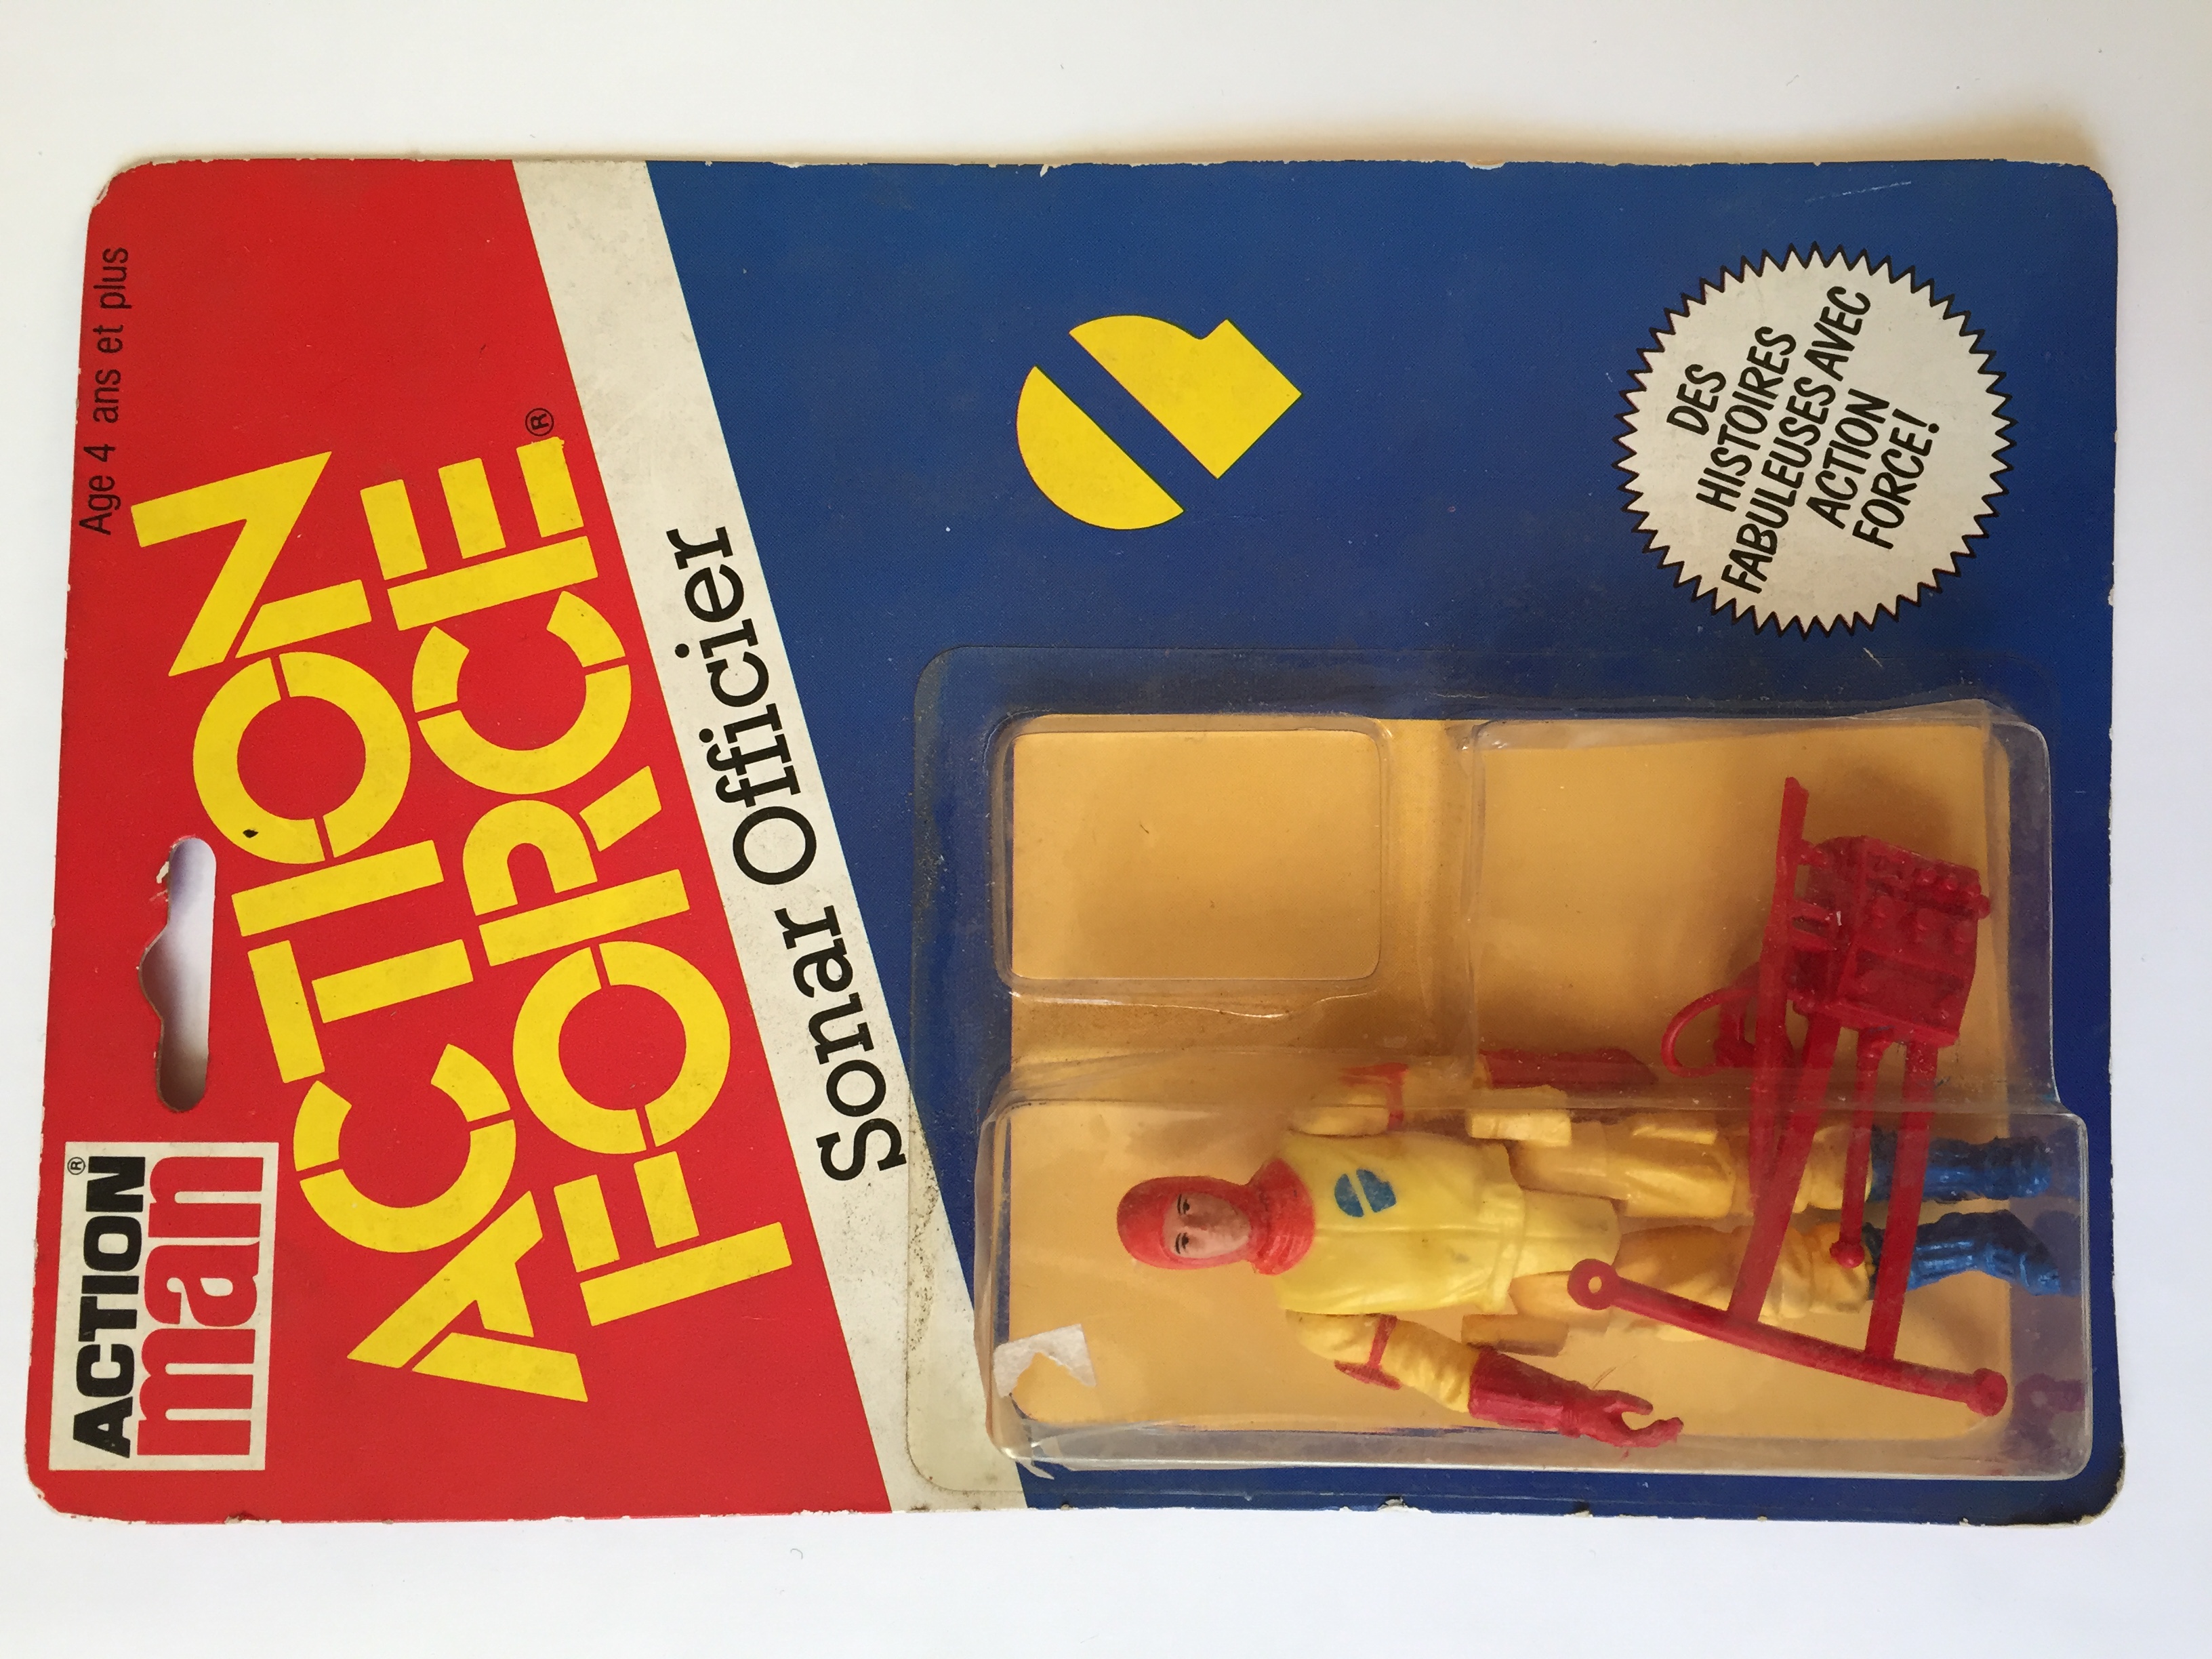 ACTION ®
man
Age 4 ans et plus
ACTION
FORCE ®
Sonar Officier
DES
HISTOIRES
FABULEUSES AVEC
ACTION
FORCE!